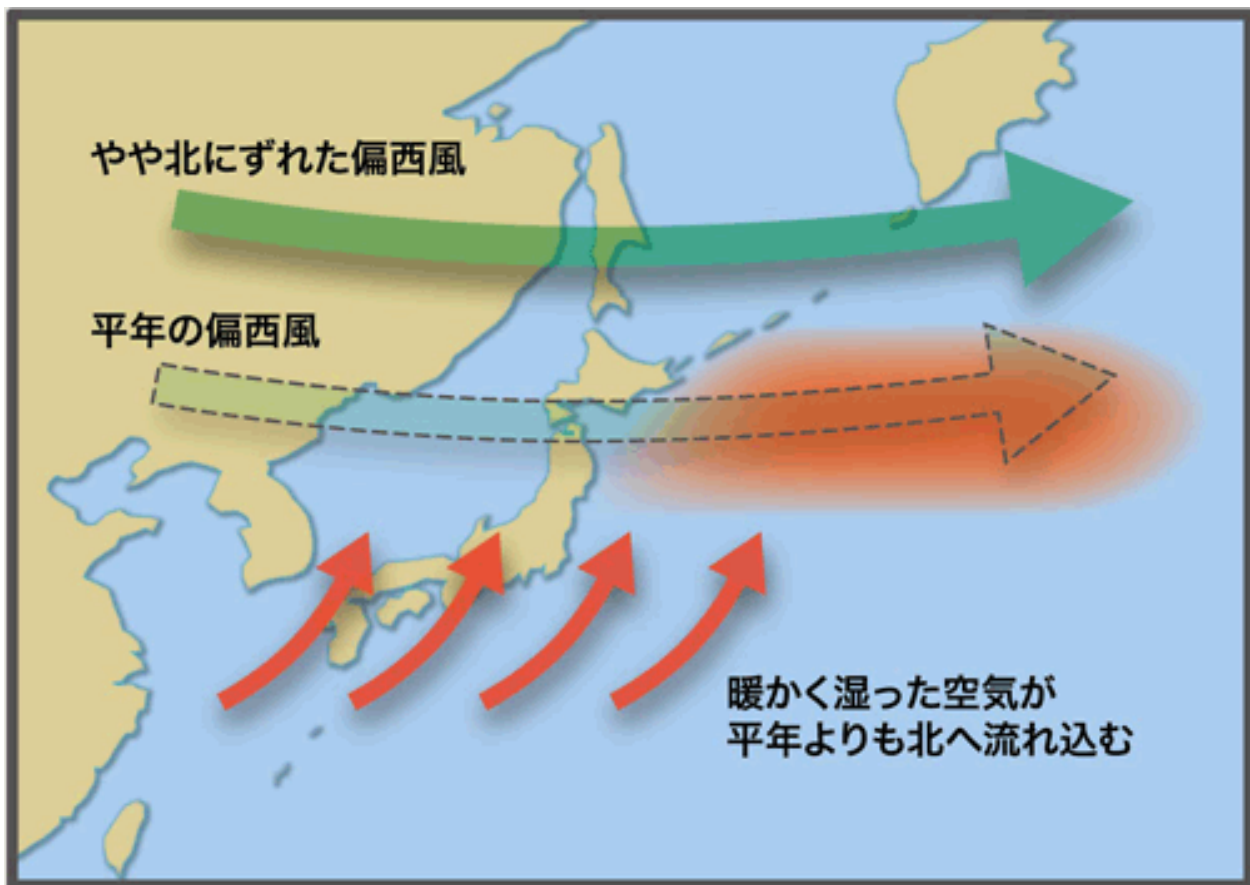 やや北にずれた偏西風
平年の偏西風
暖かく湿った空気が
平年よりも北へ流れ込む